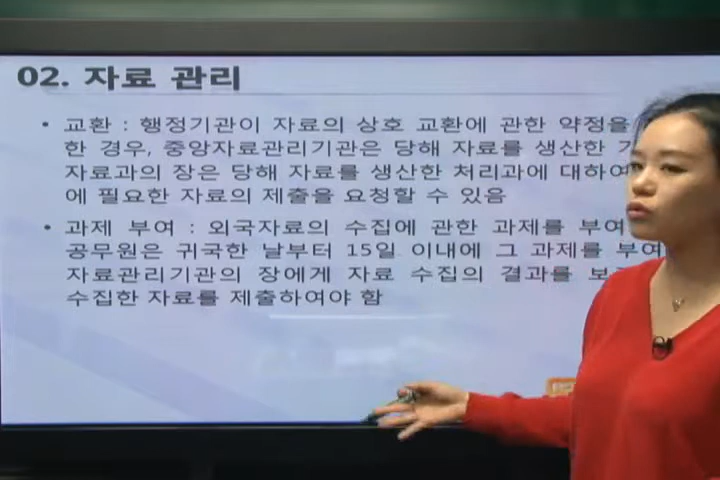 02. 자료 관리
• 교환 : 행정기관이 자료의 상호 교환에 관한 약정을
한 경우, 중앙자료관리기관은 당해 자료를 생산한
자료과의 장은 당해 자료를 생산한 처리과에 대하여
에 필요한 자료의 제출을 요청할 수 있음
• 과제 부여 : 외국자료의 수집에 관한 과제를 부여
공무원은 귀국한 날부터 15일 이내에 그 과제를 부여
자료관리기관의 장에게 자료 수집의 결과를
수집한 자료를 제출하여야 함